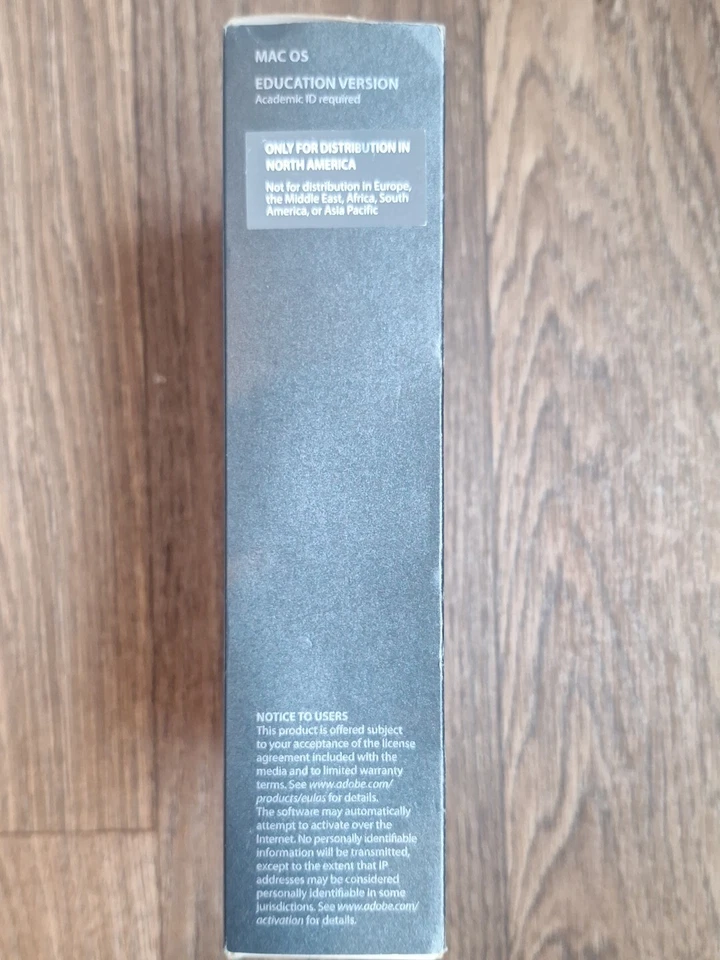 MAC OS
EDUCATION VERSION
Academic ID required
ONLY FOR DISTRIBUTION IN
NORTH AMERICA
Not for distribution in Europe,
the Middle East, Africa, South
America, or Asia Pacific
NOTICE TO USERS
This product is offered subject
to your acceptance of the license
agreement included with the
media and to limited warranty
terms. See www.adobe.com/
products/eulas for details.
The software may automatically
attempt to activate over the
Internet. No personally identifiable
information will be transmitted,
except to the extent that IP
addresses may be considered
personally identifiable in some
jurisdictions. See www.adobe.com/
activation for details.